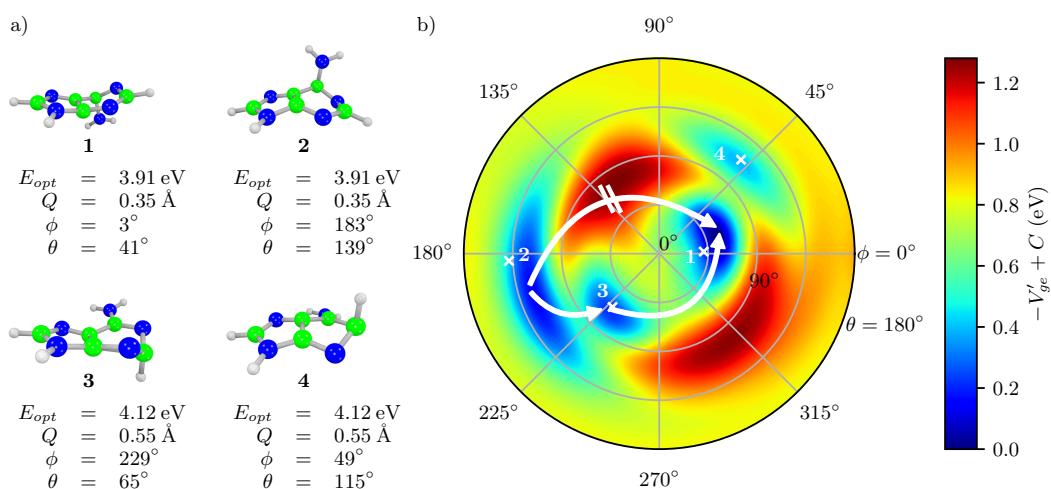 a)
1
E_opt = 3.91 eV
Q = 0.35 Å
ϕ = 3°
θ = 41°
2
E_opt = 3.91 eV
Q = 0.35 Å
ϕ = 183°
θ = 139°
3
E_opt = 4.12 eV
Q = 0.55 Å
ϕ = 229°
θ = 65°
4
E_opt = 4.12 eV
Q = 0.55 Å
ϕ = 49°
θ = 115°
b)
90°
135°
45°
180°
ϕ = 0°
θ = 180°
225°
315°
270°
0°
90°
1
2
3
4
1.2
1.0
0.8
0.6
0.4
0.2
0.0
−V′_ge + C (eV)